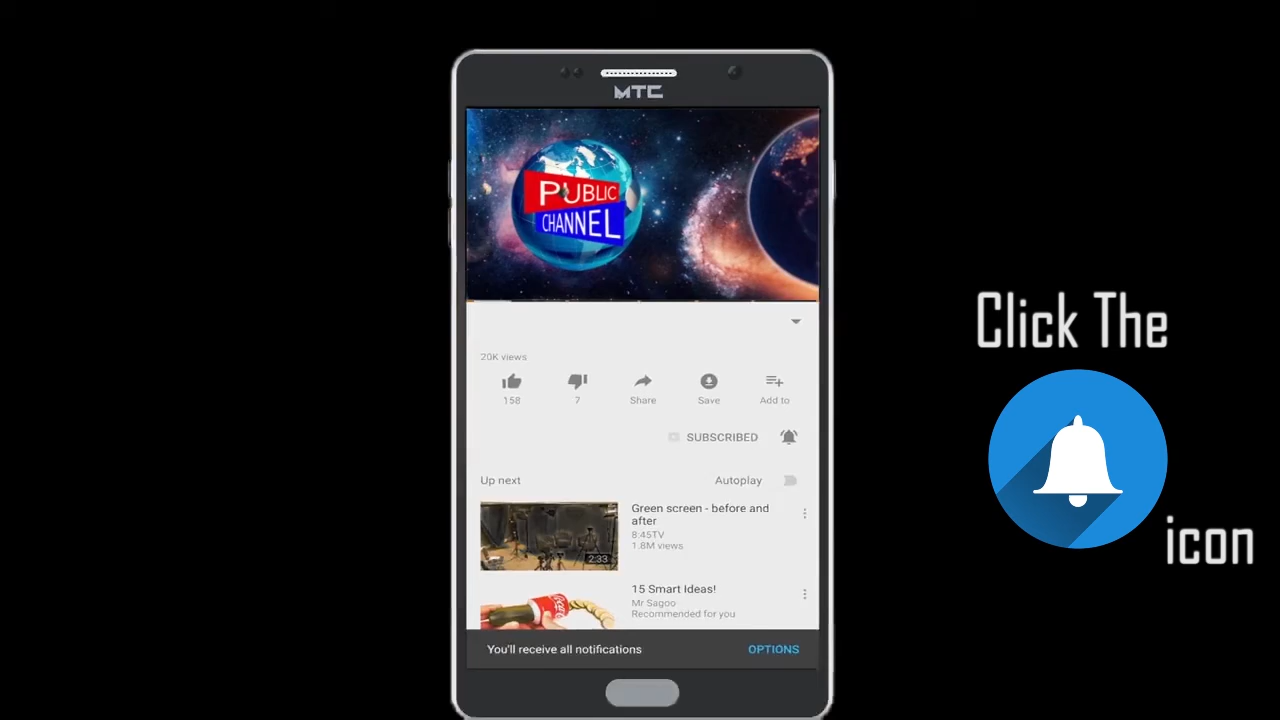 MTC
PUBLIC
CHANNEL
20K views
158
7
Share
Save
Add to
SUBSCRIBED
Up next
Autoplay
Green screen - before and
after
8:45TV
1.8M views
2:33
15 Smart Ideas!
Mr Sagoo
Recommended for you
You'll receive all notifications
OPTIONS
Click The
icon